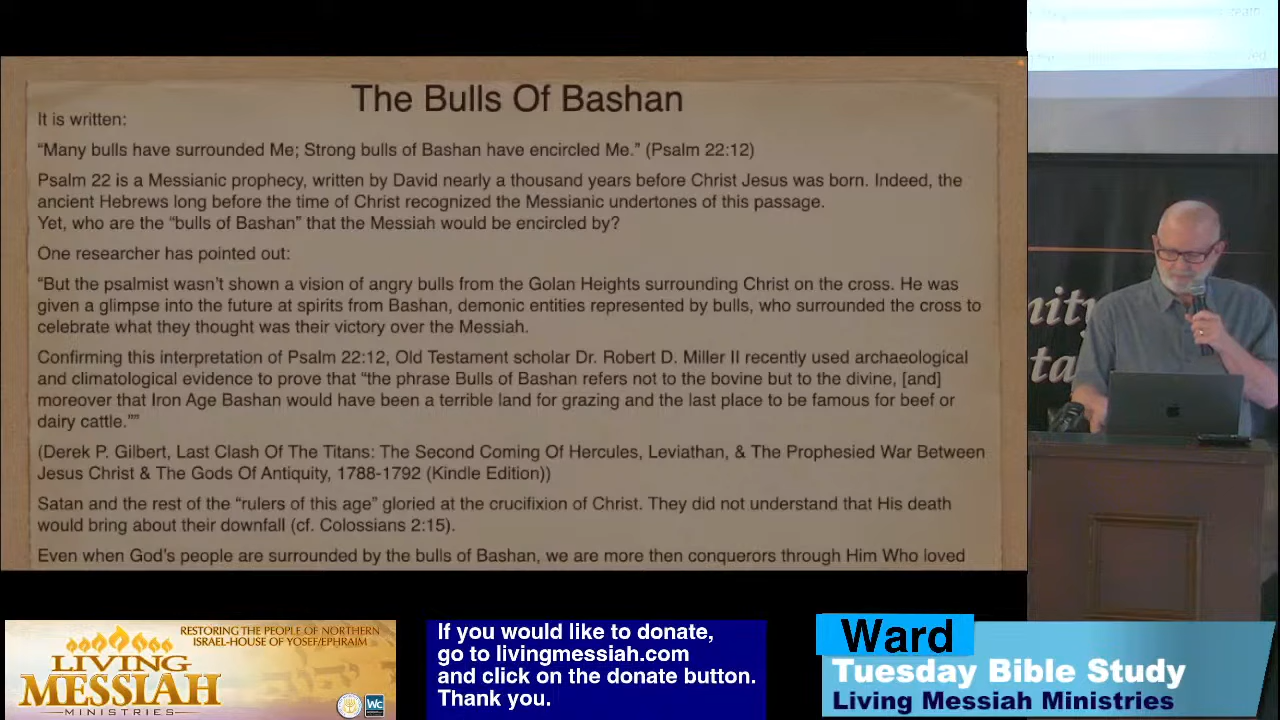 The Bulls Of Bashan
It is written:
“Many bulls have surrounded Me; Strong bulls of Bashan have encircled Me.” (Psalm 22:12)
Psalm 22 is a Messianic prophecy, written by David nearly a thousand years before Christ Jesus was born. Indeed, the
ancient Hebrews long before the time of Christ recognized the Messianic undertones of this passage.
Yet, who are the “bulls of Bashan” that the Messiah would be encircled by?
One researcher has pointed out:
“But the psalmist wasn’t shown a vision of angry bulls from the Golan Heights surrounding Christ on the cross. He was
given a glimpse into the future at spirits from Bashan, demonic entities represented by bulls, who surrounded the cross to
celebrate what they thought was their victory over the Messiah.
Confirming this interpretation of Psalm 22:12, Old Testament scholar Dr. Robert D. Miller II recently used archaeological
and climatological evidence to prove that “the phrase Bulls of Bashan refers not to the bovine but to the divine, [and]
moreover that Iron Age Bashan would have been a terrible land for grazing and the last place to be famous for beef or
dairy cattle.””
(Derek P. Gilbert, Last Clash Of The Titans: The Second Coming Of Hercules, Leviathan, & The Prophesied War Between
Jesus Christ & The Gods Of Antiquity, 1788-1792 (Kindle Edition))
Satan and the rest of the “rulers of this age” gloried at the crucifixion of Christ. They did not understand that His death
would bring about their downfall (cf. Colossians 2:15).
Even when God’s people are surrounded by the bulls of Bashan, we are more then conquerors through Him Who loved
RESTORING THE PEOPLE OF NORTHERN
ISRAEL-HOUSE OF YOSEF/EPHRAIM
LIVING
MESSIAH
MINISTRIES
WC
If you would like to donate,
go to livingmessiah.com
and click on the donate button.
Thank you.
Ward
Tuesday Bible Study
Living Messiah Ministries